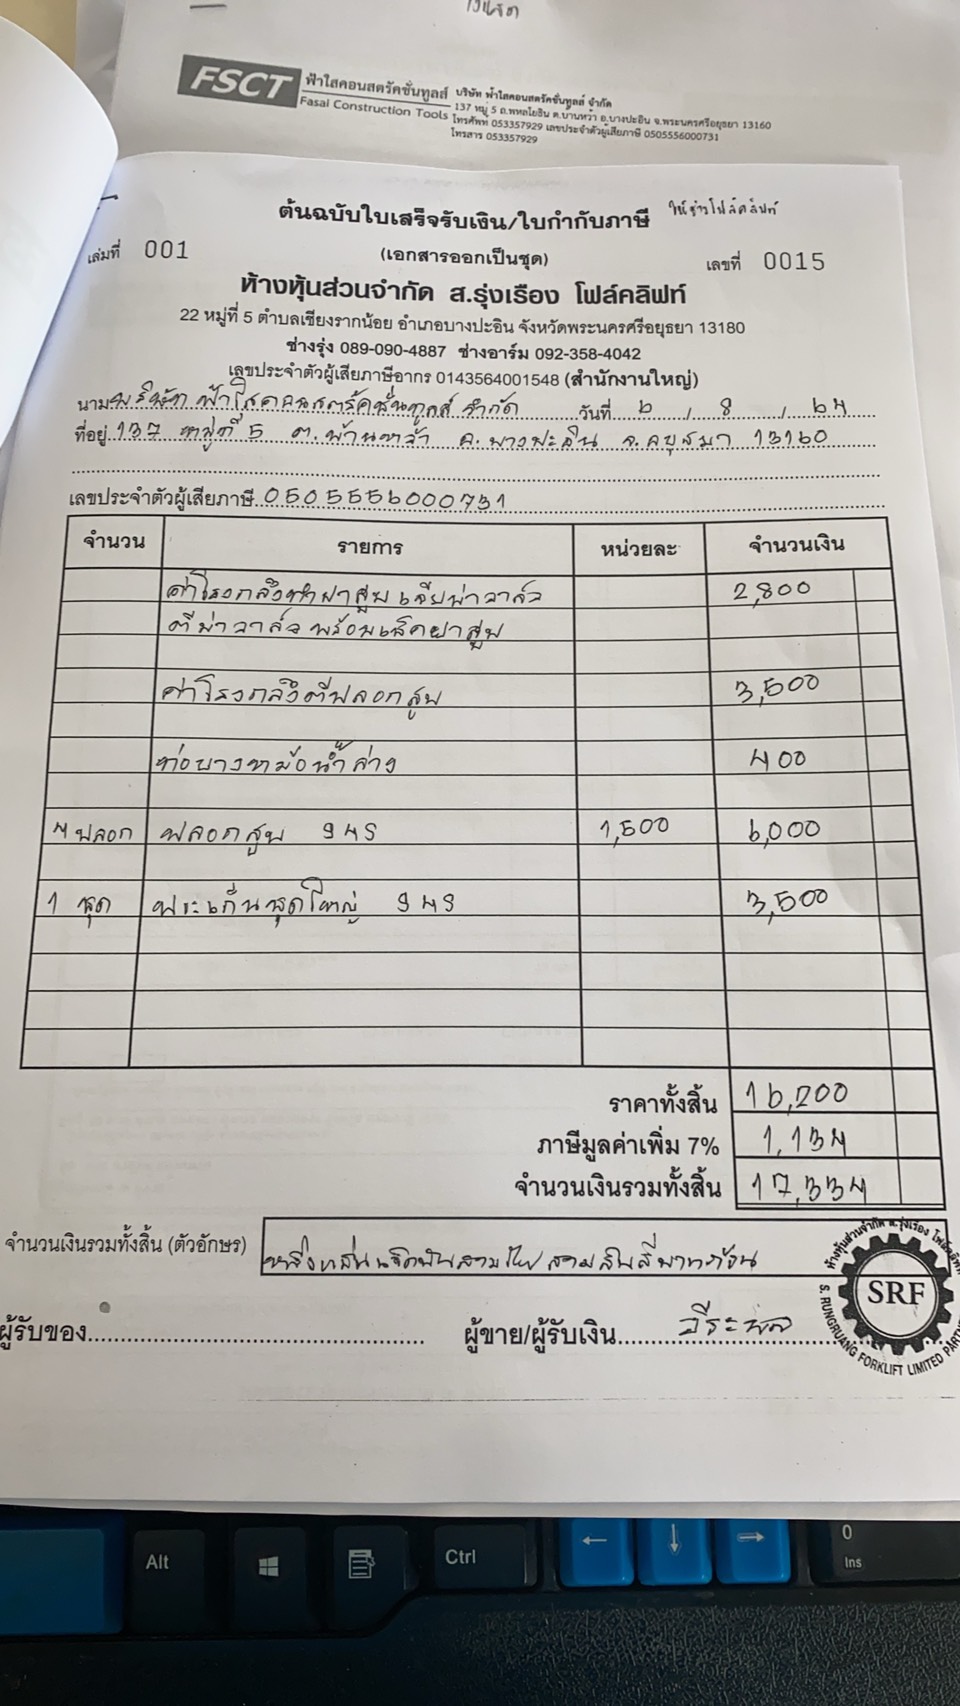 FSCT ฟ้าใสคอนสตรัคชั่นทูลส์ บริษัท ฟ้าใสคอนสตรัคชั่นทูลส์ จำกัด
Fasai Construction Tools 137 หมู่ 5 ถ.พหลโยธิน ต.บ้านหว้า อ.บางปะอิน จ.พระนครศรีอยุธยา 13160
โทรศัพท์ 053357929 เลขประจำตัวผู้เสียภาษี 0505556000731
โทรสาร 053357929
ต้นฉบับใบเสร็จรับเงิน/ใบกำกับภาษี
เล่มที่ 001 (เอกสารออกเป็นชุด) เลขที่ 0015
ห้างหุ้นส่วนจำกัด ส.รุ่งเรือง โฟล์คลิฟท์
22 หมู่ที่ 5 ตำบลเชียงรากน้อย อำเภอบางปะอิน จังหวัดพระนครศรีอยุธยา 13180
ช่างรุ่ง 089-090-4887 ช่างอาร์ม 092-358-4042
เลขประจำตัวผู้เสียภาษีอากร 0143564001548 (สำนักงานใหญ่)
นาม บริษัท ฟ้าใสคอนสตรัคชั่นทูลส์ จำกัด วันที่ 6 / 8 / 64
ที่อยู่ 137 หมู่ที่ 5 ต.บ้านหว้า อ.บางปะอิน จ.อยุธยา 13160
เลขประจำตัวผู้เสียภาษี 0505556000731
จำนวน รายการ หน่วยละ จำนวนเงิน
ค่าโรงกลึงทำฝาสูบ เจียบ่าวาล์ว 2,800
ตีบ่าวาล์ว พร้อมเช็คฝาสูบ
ค่าโรงกลึงตีปลอกสูบ 3,500
ท่อยางหม้อน้ำล่าง 400
4 ปลอก ปลอกสูบ 1,500 6,000
1 ชุด ประเก็นชุดใหญ่ 3,500
ราคาทั้งสิ้น 16,200
ภาษีมูลค่าเพิ่ม 7% 1,134
จำนวนเงินรวมทั้งสิ้น 17,334
จำนวนเงินรวมทั้งสิ้น (ตัวอักษร) หนึ่งหมื่นเจ็ดพันสามร้อยสามสิบสี่บาทถ้วน
ผู้รับของ ผู้ขาย/ผู้รับเงิน
ห้างหุ้นส่วนจำกัด ส.รุ่งเรือง
SRF
S. RUNGRUANG FORKLIFT LIMITED
Alt Ctrl 0
Ins